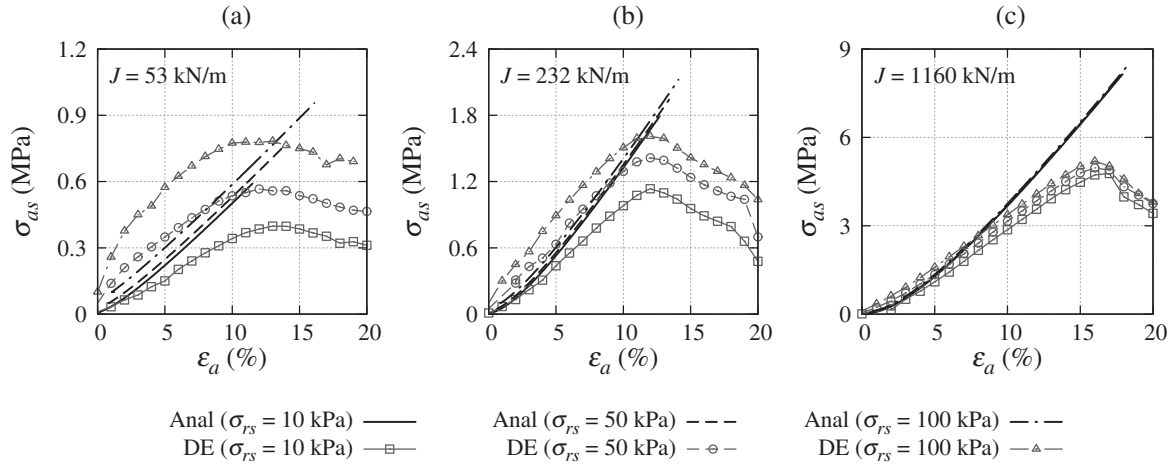 (a)
σas (MPa)
1.2
0.9
0.6
0.3
0
J = 53 kN/m
0 5 10 15 20
εa (%)
(b)
σas (MPa)
2.4
1.8
1.2
0.6
0
J = 232 kN/m
0 5 10 15 20
εa (%)
(c)
σas (MPa)
9
6
3
0
J = 1160 kN/m
0 5 10 15 20
εa (%)
Anal (σrs = 10 kPa) Anal (σrs = 50 kPa) Anal (σrs = 100 kPa)
DE (σrs = 10 kPa) DE (σrs = 50 kPa) DE (σrs = 100 kPa)